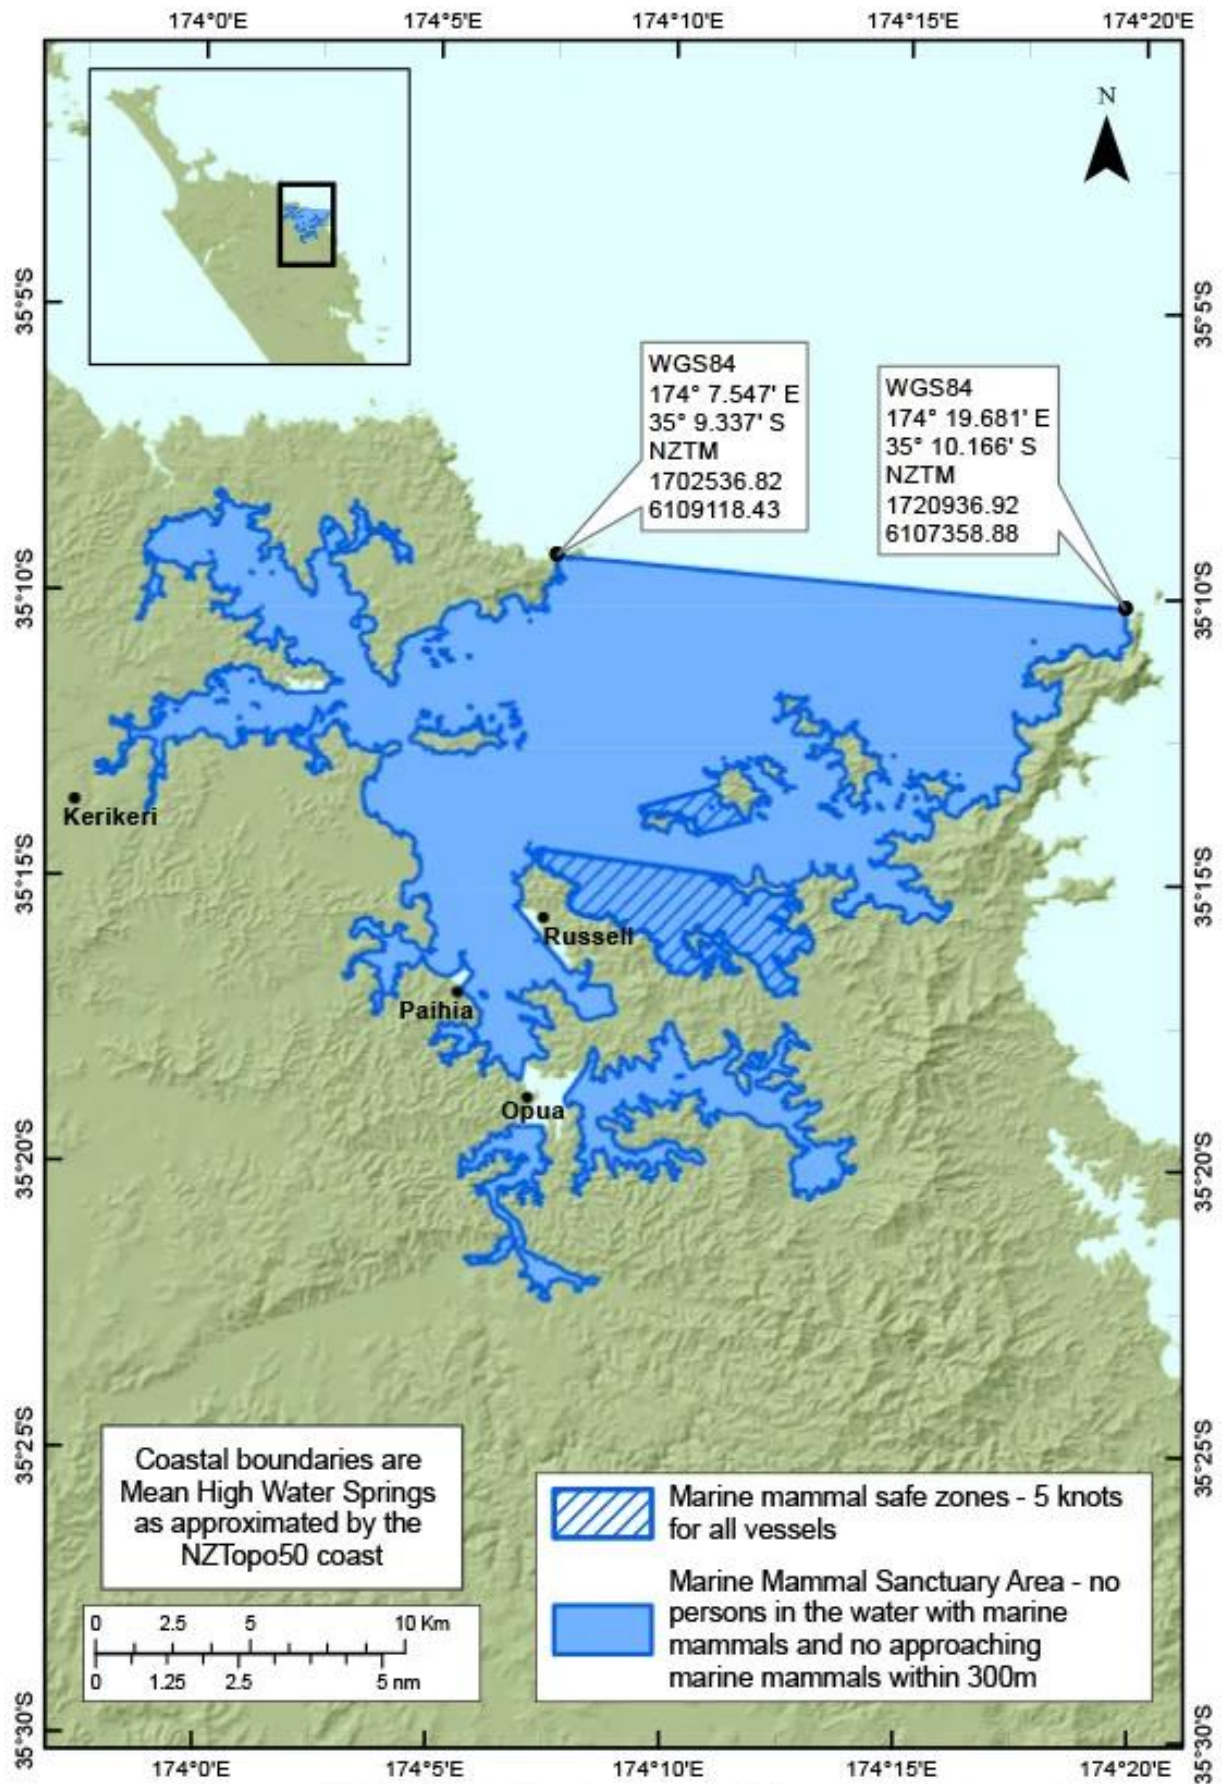 174°0'E
174°5'E
174°10'E
174°15'E
174°20'E
N
35°5'S
35°5'S
WGS84
174° 7.547' E
35° 9.337' S
NZTM
1702536.82
6109118.43
WGS84
174° 19.681' E
35° 10.166' S
NZTM
1720936.92
6107358.88
35°10'S
35°10'S
Kerikeri
35°15'S
35°15'S
Russell
Paihia
Opua
35°20'S
35°20'S
35°25'S
35°25'S
Coastal boundaries are
Mean High Water Springs
as approximated by the
NZTopo50 coast
Marine mammal safe zones - 5 knots
for all vessels
Marine Mammal Sanctuary Area - no
persons in the water with marine
mammals and no approaching
marine mammals within 300m
0 2.5 5 10 Km
0 1.25 2.5 5 nm
35°30'S
35°30'S
174°0'E
174°5'E
174°10'E
174°15'E
174°20'E